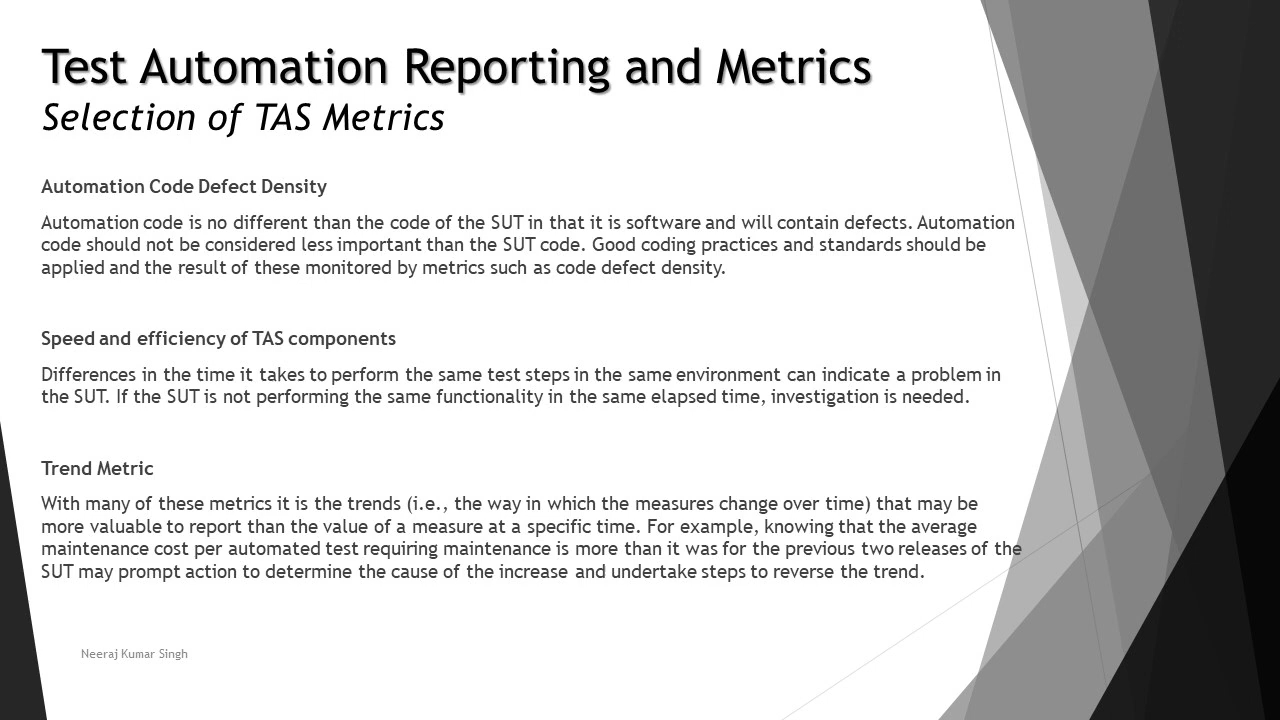 Test Automation Reporting and Metrics
Selection of TAS Metrics
Automation Code Defect Density
Automation code is no different than the code of the SUT in that it is software and will contain defects. Automation
code should not be considered less important than the SUT code. Good coding practices and standards should be
applied and the result of these monitored by metrics such as code defect density.
Speed and efficiency of TAS components
Differences in the time it takes to perform the same test steps in the same environment can indicate a problem in
the SUT. If the SUT is not performing the same functionality in the same elapsed time, investigation is needed.
Trend Metric
With many of these metrics it is the trends (i.e., the way in which the measures change over time) that may be
more valuable to report than the value of a measure at a specific time. For example, knowing that the average
maintenance cost per automated test requiring maintenance is more than it was for the previous two releases of the
SUT may prompt action to determine the cause of the increase and undertake steps to reverse the trend.
Neeraj Kumar Singh